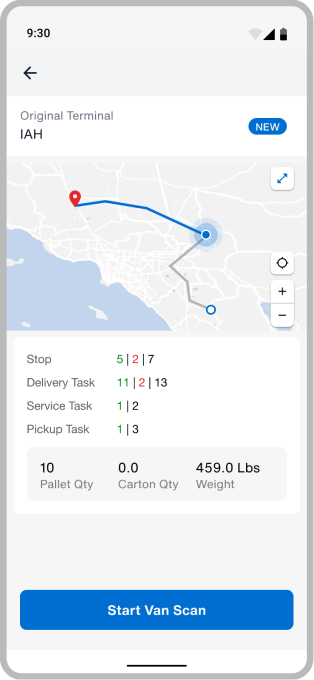 9:30
Original Terminal
IAH
NEW
Stop 5 | 2 | 7
Delivery Task 11 | 2 | 13
Service Task 1 | 2
Pickup Task 1 | 3
10 0.0 459.0 Lbs
Pallet Qty Carton Qty Weight
Start Van Scan